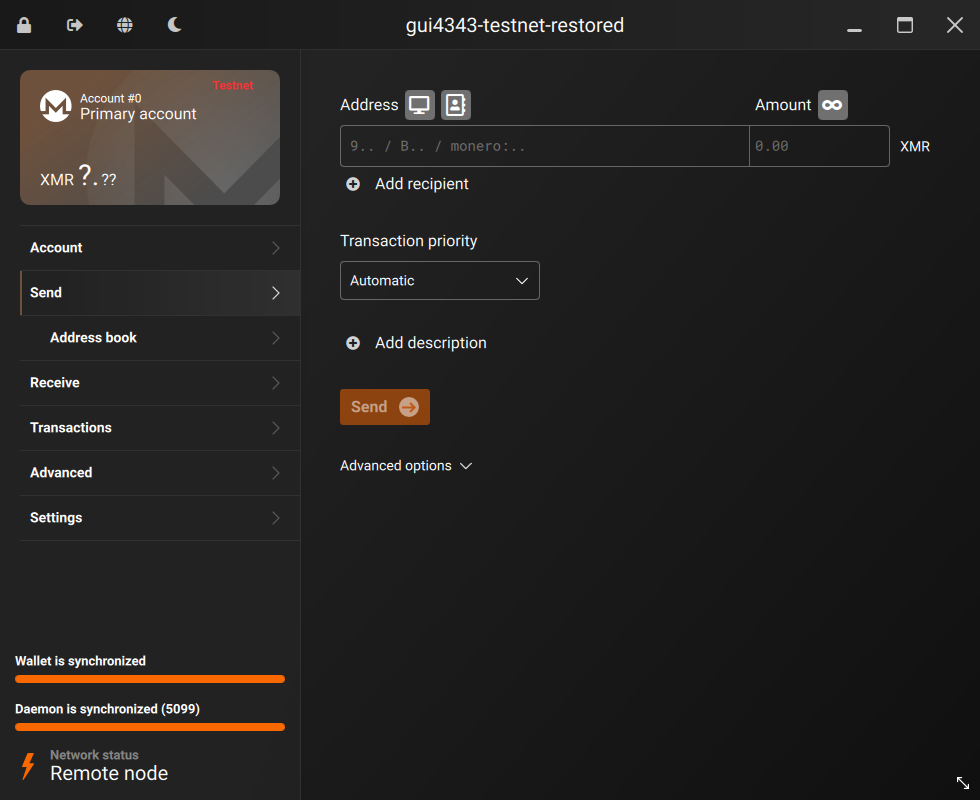 gui4343-testnet-restored
Testnet
Account #0
Primary account
XMR ?.??
Account
Send
Address book
Receive
Transactions
Advanced
Settings
Wallet is synchronized
Daemon is synchronized (5099)
Network status
Remote node
Address
Amount
9.. / B.. / monero:..
0.00
XMR
Add recipient
Transaction priority
Automatic
Add description
Send
Advanced options